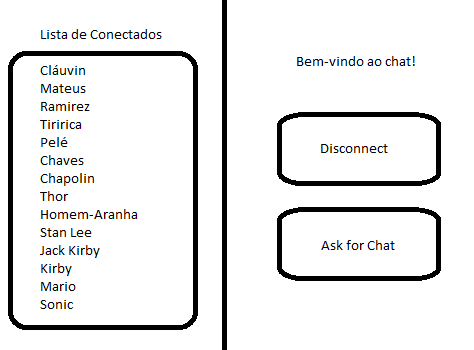 Lista de Conectados
Cláuvin
Mateus
Ramirez
Tiririca
Pelé
Chaves
Chapolin
Thor
Homem-Aranha
Stan Lee
Jack Kirby
Kirby
Mario
Sonic
Bem-vindo ao chat!
Disconnect
Ask for Chat